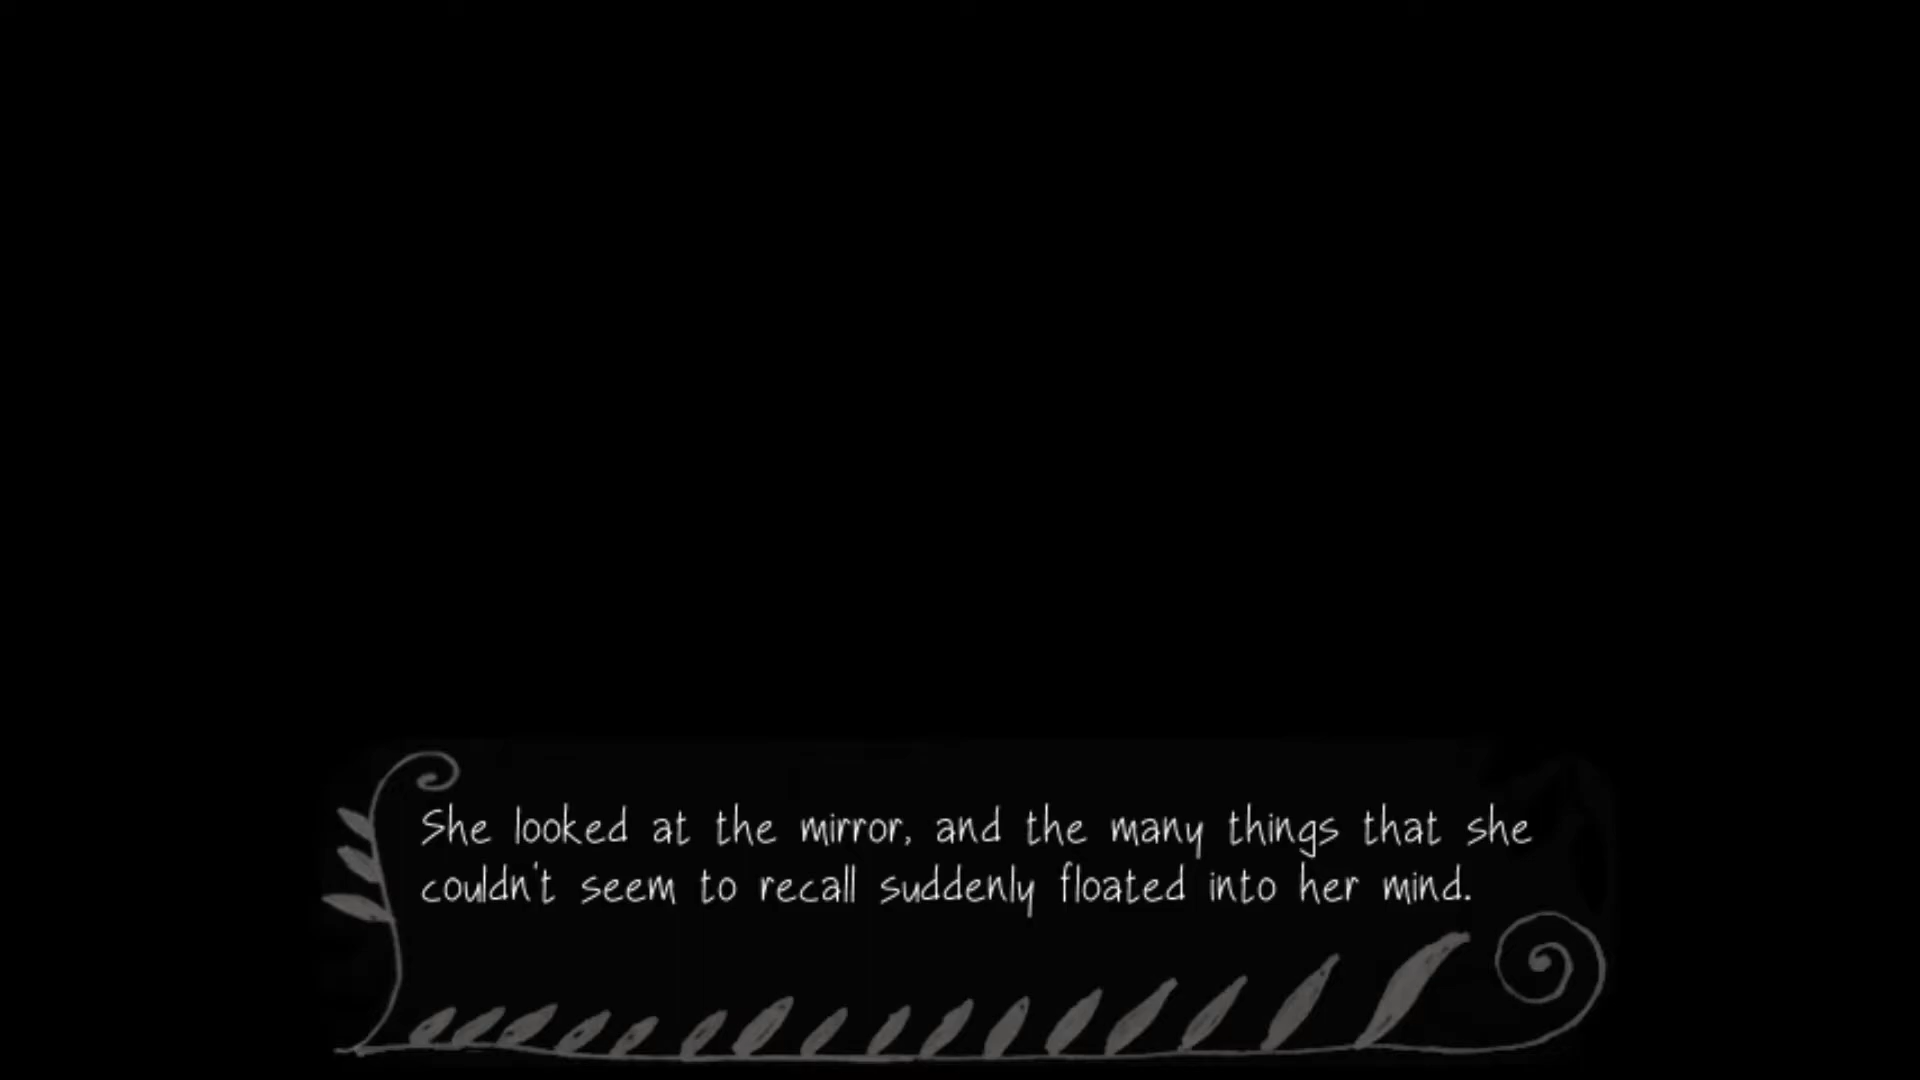 She looked at the mirror, and the many things that she
couldn't seem to recall suddenly floated into her mind.